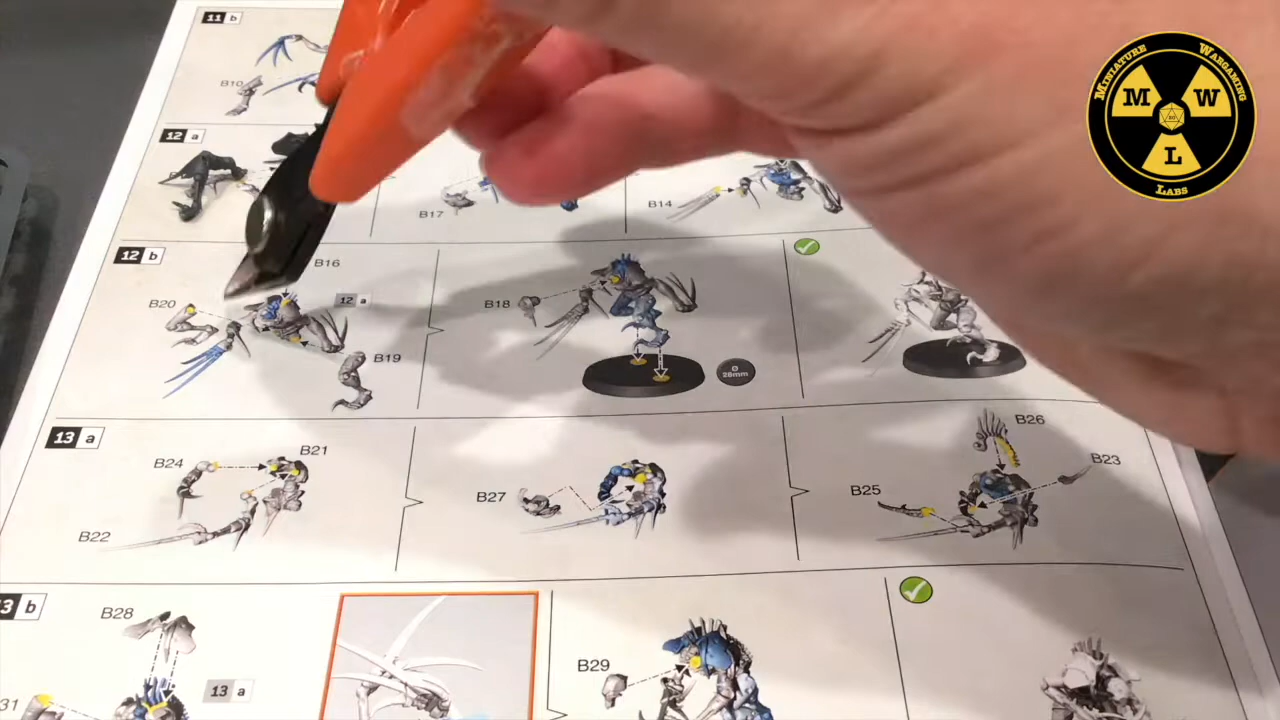 11 b
B10
MINIATURE WARGAMING
M W
L
LABS
12 a
B17
B14
12 b
B16
B20
12 a
B19
B18
Ø
28mm
13 a
B24
B21
B22
B27
B26
B25
B23
3 b
B28
13 a
31
B29